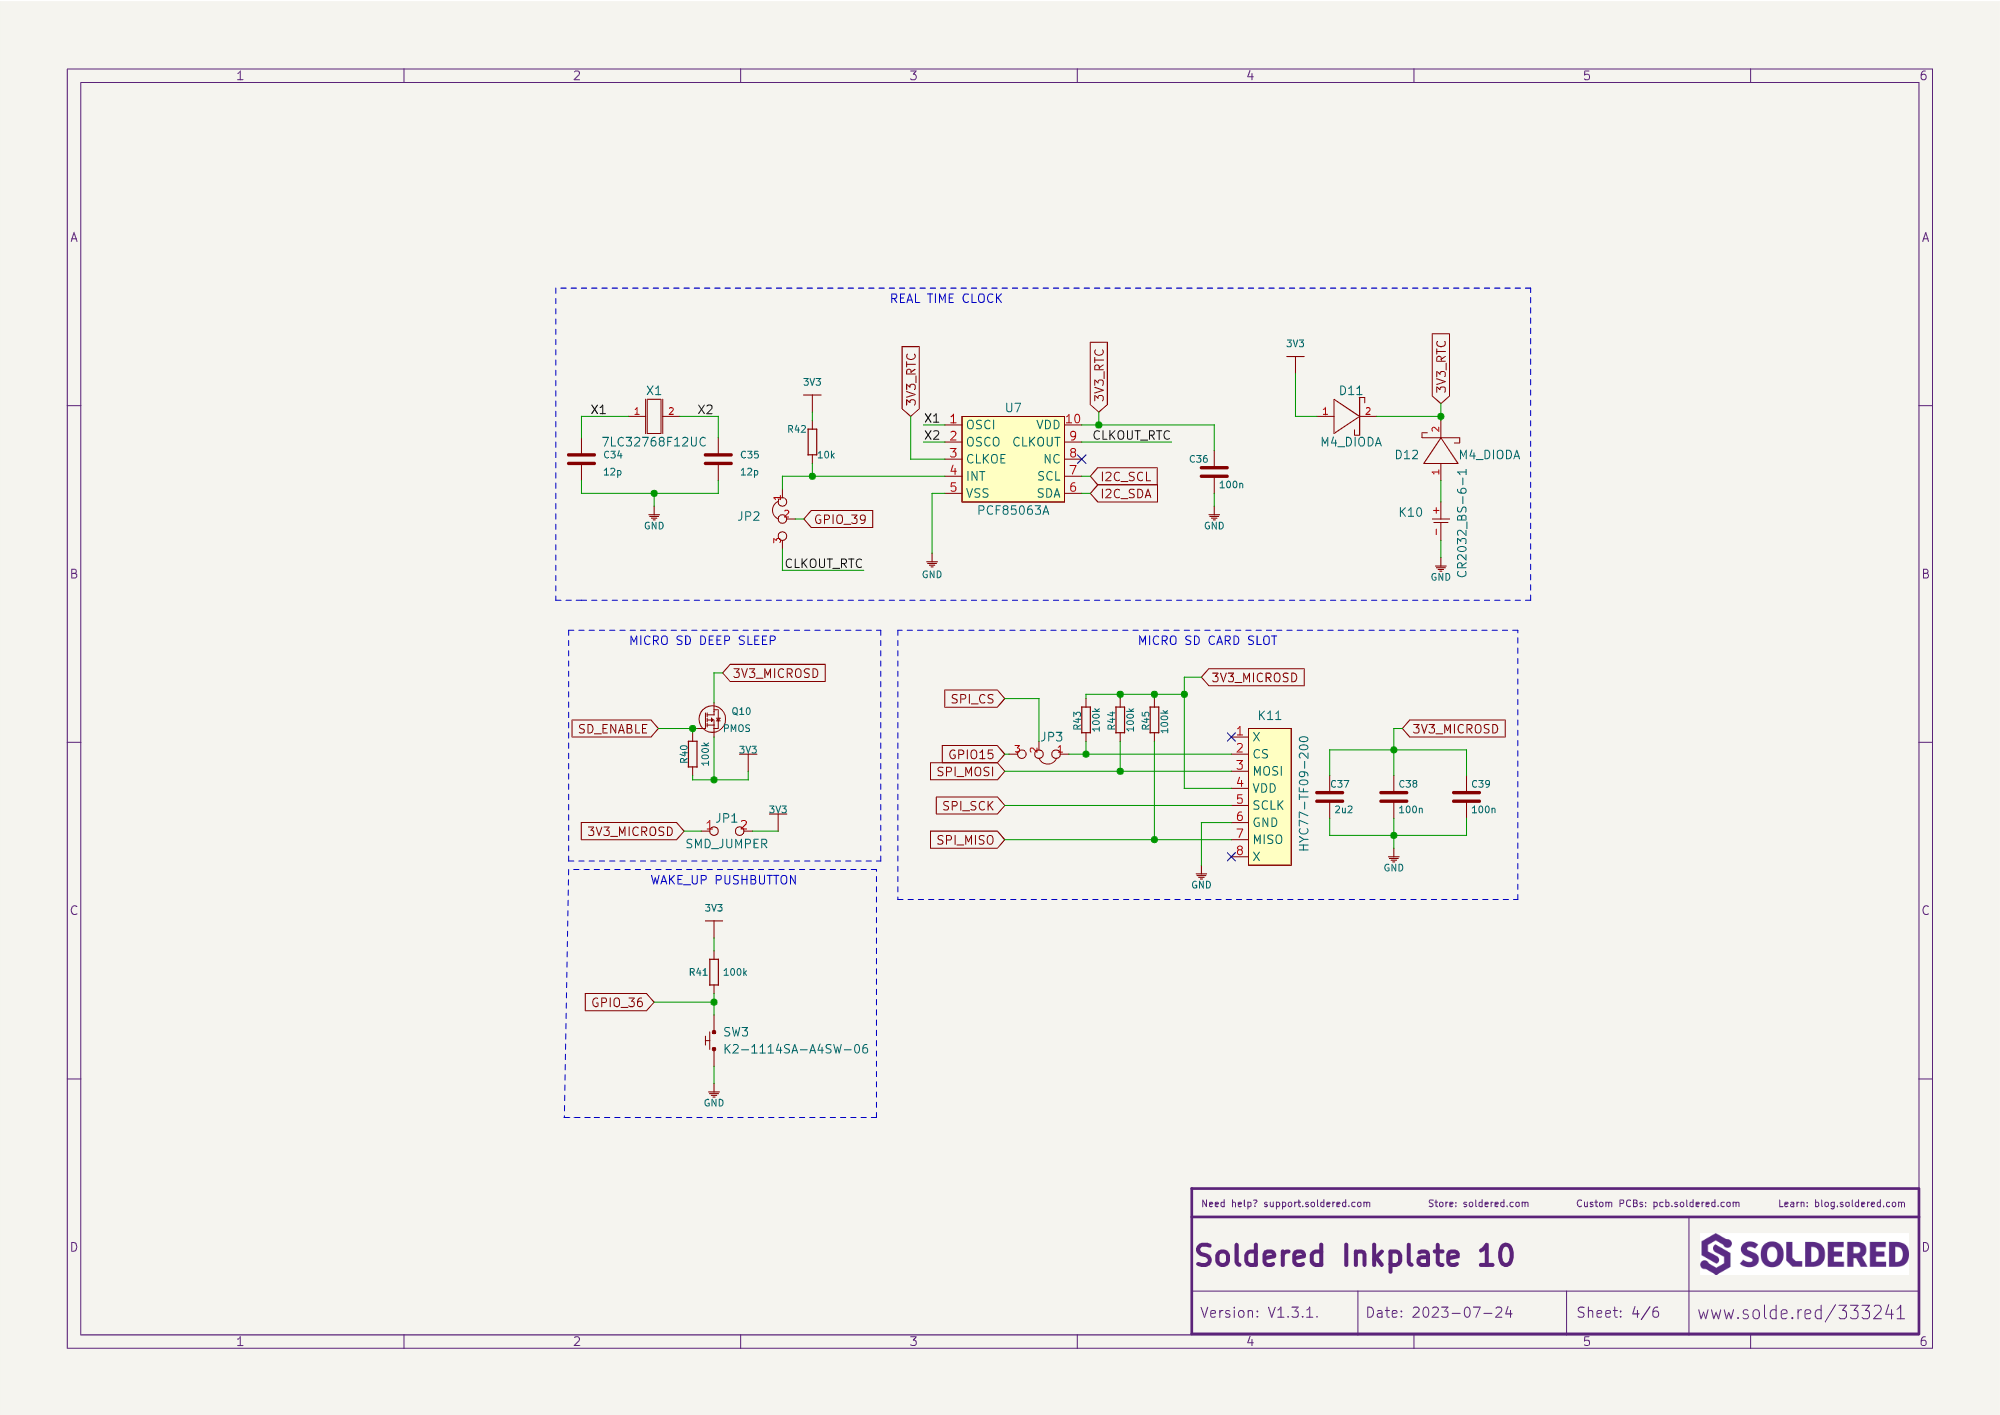 1 2 3 4 5 6
A A
B B
C C
D D
REAL TIME CLOCK
3V3
R42
10k
X1
X1 X2
1 2
7LC32768F12UC
C34
12p
C35
12p
GND
JP2
1
2
3
GPIO_39
CLKOUT_RTC
3V3_RTC
3V3_RTC
U7
X1 1 OSCI VDD 10
X2 2 OSCO CLKOUT 9 CLKOUT_RTC
3 CLKOE NC 8
4 INT SCL 7 I2C_SCL
5 VSS SDA 6 I2C_SDA
PCF85063A
GND
C36
100n
GND
3V3
D11
1 2
M4_DIODA
3V3_RTC
2
D12 M4_DIODA
1
K10
+
-
CR2032_BS-6-1
GND
MICRO SD DEEP SLEEP
3V3_MICROSD
Q10
PMOS
SD_ENABLE
R40
100k
3V3
3V3
JP1
3V3_MICROSD 1 2
SMD_JUMPER
MICRO SD CARD SLOT
3V3_MICROSD
SPI_CS
R43
100k
R44
100k
R45
100k
JP3
GPIO15 3 2 1
SPI_MOSI
SPI_SCK
SPI_MISO
K11
1 X
2 CS
3 MOSI
4 VDD
5 SCLK
6 GND
7 MISO
8 X
HYC77-TF09-200
GND
3V3_MICROSD
C37
2u2
C38
100n
C39
100n
GND
WAKE_UP PUSHBUTTON
3V3
R41 100k
GPIO_36
SW3
K2-1114SA-A4SW-06
GND
Need help? support.soldered.com Store: soldered.com Custom PCBs: pcb.soldered.com Learn: blog.soldered.com
Soldered Inkplate 10
SOLDERED
Version: V1.3.1. Date: 2023-07-24 Sheet: 4/6 www.solde.red/333241
1 2 3 4 5 6